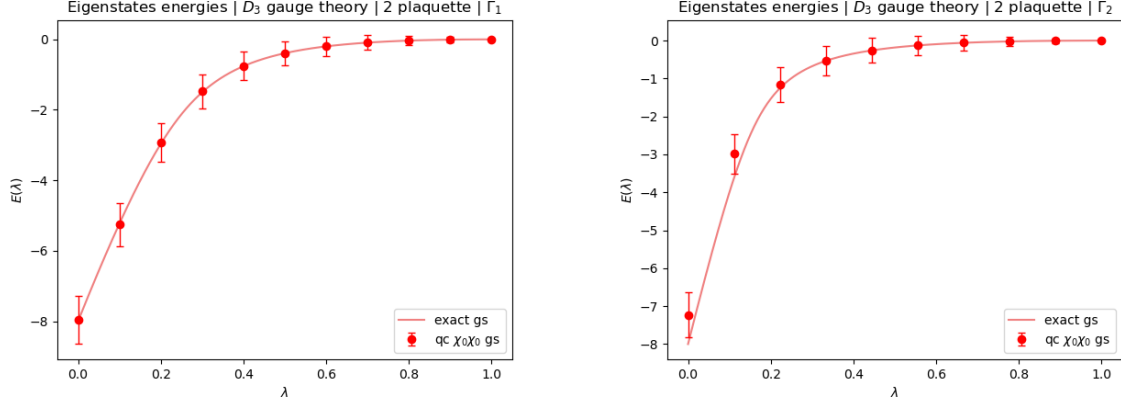 Eigenstates energies | D₃ gauge theory | 2 plaquette | Γ₁
0
−2
−4
−6
−8
E(λ)
0.0 0.2 0.4 0.6 0.8 1.0
λ
exact gs
qc χ₀χ₀ gs
Eigenstates energies | D₃ gauge theory | 2 plaquette | Γ₂
0
−1
−2
−3
−4
−5
−6
−7
−8
E(λ)
0.0 0.2 0.4 0.6 0.8 1.0
λ
exact gs
qc χ₀χ₀ gs